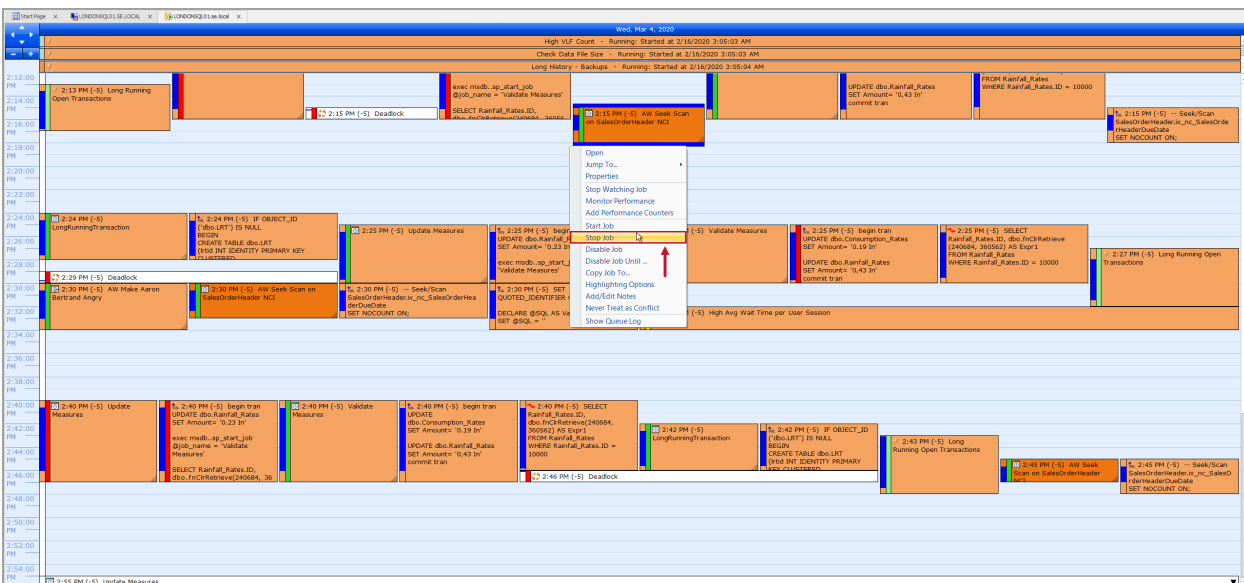 Start Page
LONDONSQL01.SE.LOCAL
LONDONSQL01.se.local
Wed, Mar 4, 2020
High VLF Count - Running: Started at 2/16/2020 3:05:03 AM
Check Data File Size - Running: Started at 2/16/2020 3:05:03 AM
Long History - Backups - Running: Started at 2/16/2020 3:05:04 AM
2:12:00 PM
2:14:00 PM
2:16:00 PM
2:18:00 PM
2:20:00 PM
2:22:00 PM
2:24:00 PM
2:26:00 PM
2:28:00 PM
2:30:00 PM
2:32:00 PM
2:34:00 PM
2:36:00 PM
2:38:00 PM
2:40:00 PM
2:42:00 PM
2:44:00 PM
2:46:00 PM
2:48:00 PM
2:50:00 PM
2:52:00 PM
2:54:00 PM
2:13 PM (-5) Long Running
Open Transactions
2:15 PM (-5) Deadlock
exec msdb..sp_start_job
@job_name = 'Validate Measures'
SELECT Rainfall_Rates.ID,
dbo.fnClrRetrieve(240684, 36056
2:15 PM (-5) AW Seek Scan
on SalesOrderHeader NCI
UPDATE dbo.Rainfall_Rates
SET Amount= '0,43 In'
commit tran
FROM Rainfall_Rates
WHERE Rainfall_Rates.ID = 10000
2:15 PM (-5) -- Seek/Scan
SalesOrderHeader.ix_nc_SalesOrde
rHeaderDueDate
SET NOCOUNT ON;
Open
Jump To...
Properties
Stop Watching Job
Monitor Performance
Add Performance Counters
Start Job
Stop Job
Disable Job
Disable Job Until ...
Copy Job To...
Highlighting Options
Add/Edit Notes
Never Treat as Conflict
Show Queue Log
2:24 PM (-5)
LongRunningTransaction
2:24 PM (-5) IF OBJECT_ID
('dbo.LRT') IS NULL
BEGIN
CREATE TABLE dbo.LRT
(lrtid INT IDENTITY PRIMARY KEY
CLUSTERED
2:25 PM (-5) Update Measures
2:25 PM (-5) begin
UPDATE dbo.Rainfall_R
SET Amount= '0.23 In'
exec msdb..sp_start_j
'Validate Measures'
(-5) Validate Measures
2:25 PM (-5) begin tran
UPDATE dbo.Consumption_Rates
SET Amount= '0.19 In'
UPDATE dbo.Rainfall_Rates
SET Amount= '0,43 In'
commit tran
2:25 PM (-5) SELECT
Rainfall_Rates.ID, dbo.fnClrRetrieve
(240684, 360562) AS Expr1
FROM Rainfall_Rates
WHERE Rainfall_Rates.ID = 10000
2:27 PM (-5) Long Running Open
Transactions
2:29 PM (-5) Deadlock
2:30 PM (-5) AW Make Aaron
Bertrand Angry
2:30 PM (-5) AW Seek Scan on
SalesOrderHeader NCI
2:30 PM (-5) -- Seek/Scan
SalesOrderHeader.ix_nc_SalesOrderHea
derDueDate
SET NOCOUNT ON;
2:30 PM (-5) SET
QUOTED_IDENTIFIER
DECLARE @SQL AS Va
SET @SQL = ''
(-5) High Avg Wait Time per User Session
2:40 PM (-5) Update
Measures
2:40 PM (-5) begin tran
UPDATE dbo.Rainfall_Rates
SET Amount= '0.23 In'
exec msdb..sp_start_job
@job_name = 'Validate
Measures'
SELECT Rainfall_Rates.ID,
dbo.fnClrRetrieve(240684, 36
2:40 PM (-5) Validate
Measures
2:40 PM (-5) begin tran
UPDATE
dbo.Consumption_Rates
SET Amount= '0.19 In'
UPDATE dbo.Rainfall_Rates
SET Amount= '0,43 In'
commit tran
2:40 PM (-5) SELECT
Rainfall_Rates.ID,
dbo.fnClrRetrieve(240684,
360562) AS Expr1
FROM Rainfall_Rates
WHERE Rainfall_Rates.ID =
10000
2:42 PM (-5)
LongRunningTransaction
2:42 PM (-5) IF OBJECT_ID
('dbo.LRT') IS NULL
BEGIN
CREATE TABLE dbo.LRT
(lrtid INT IDENTITY PRIMARY
KEY CLUSTERED
2:43 PM (-5) Long
Running Open Transactions
2:46 PM (-5) Deadlock
2:45 PM (-5) AW Seek
Scan on SalesOrderHeader
NCI
2:45 PM (-5) -- Seek/Scan
SalesOrderHeader.ix_nc_SalesO
rderHeaderDueDate
SET NOCOUNT ON;
2:55 PM (-5) Update Measures